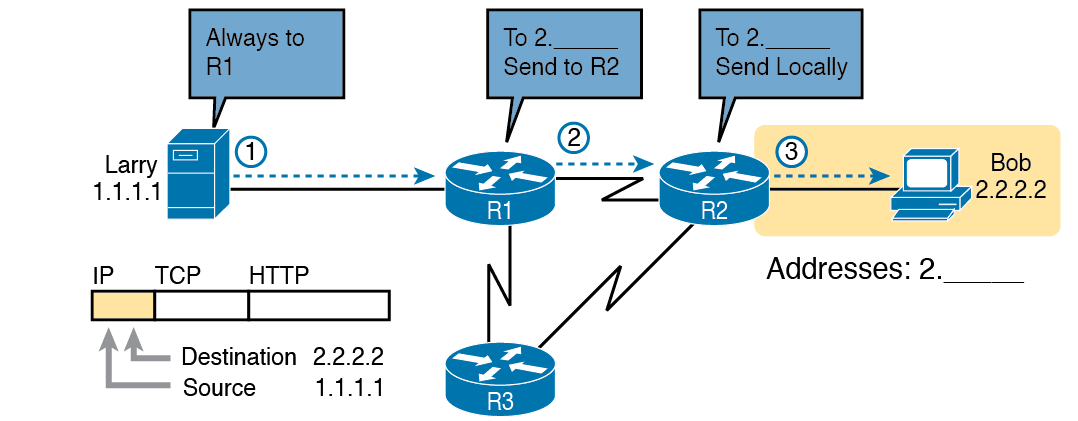 Always to
R1
To 2._____
Send to R2
To 2._____
Send Locally
1
2
3
Larry
1.1.1.1
R1
R2
Bob
2.2.2.2
Addresses: 2._____
IP TCP HTTP
Destination 2.2.2.2
Source 1.1.1.1
R3